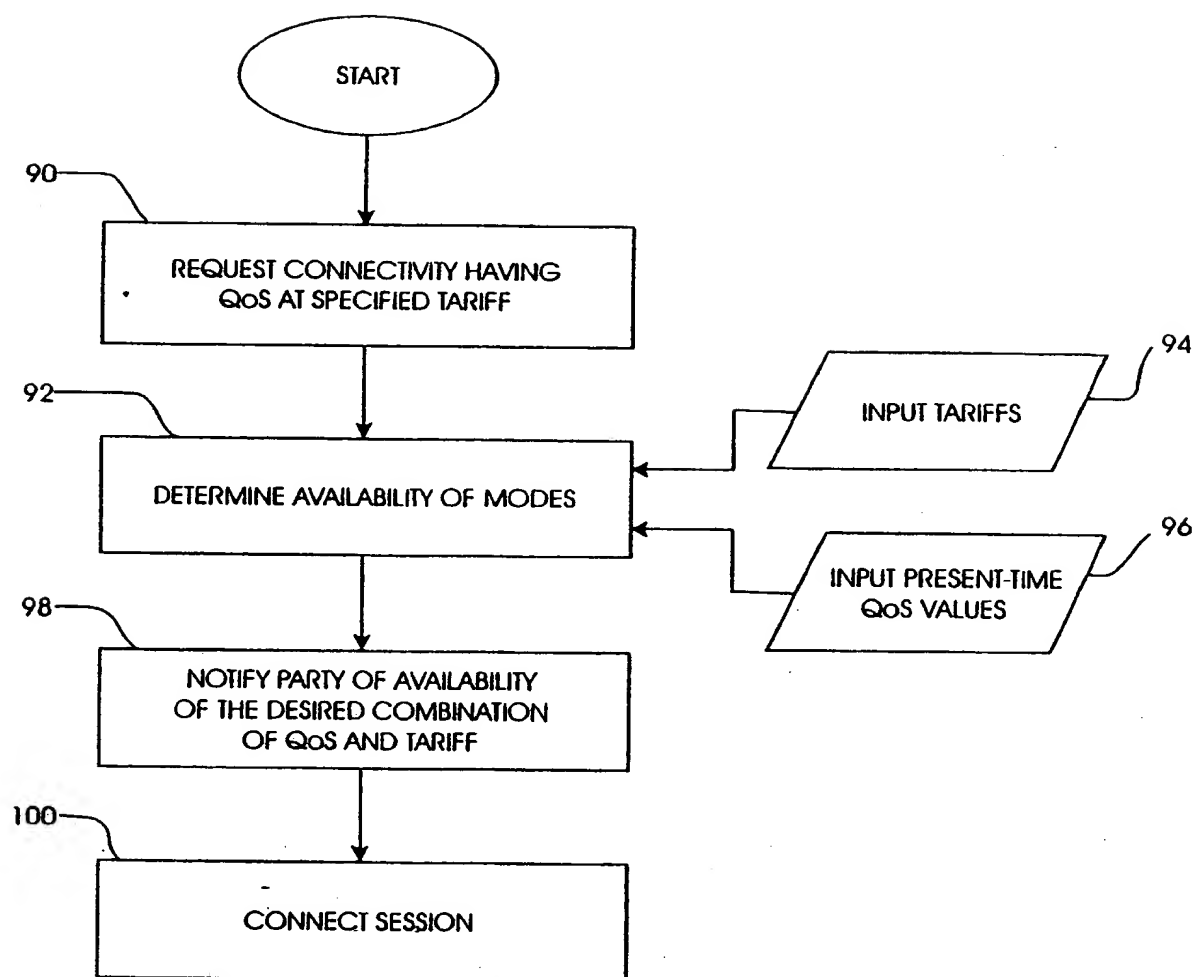 START
90
REQUEST CONNECTIVITY HAVING
QoS AT SPECIFIED TARIFF
92
DETERMINE AVAILABILITY OF MODES
94
INPUT TARIFFS
96
INPUT PRESENT-TIME
QoS VALUES
98
NOTIFY PARTY OF AVAILABILITY
OF THE DESIRED COMBINATION
OF QoS AND TARIFF
100
CONNECT SESSION